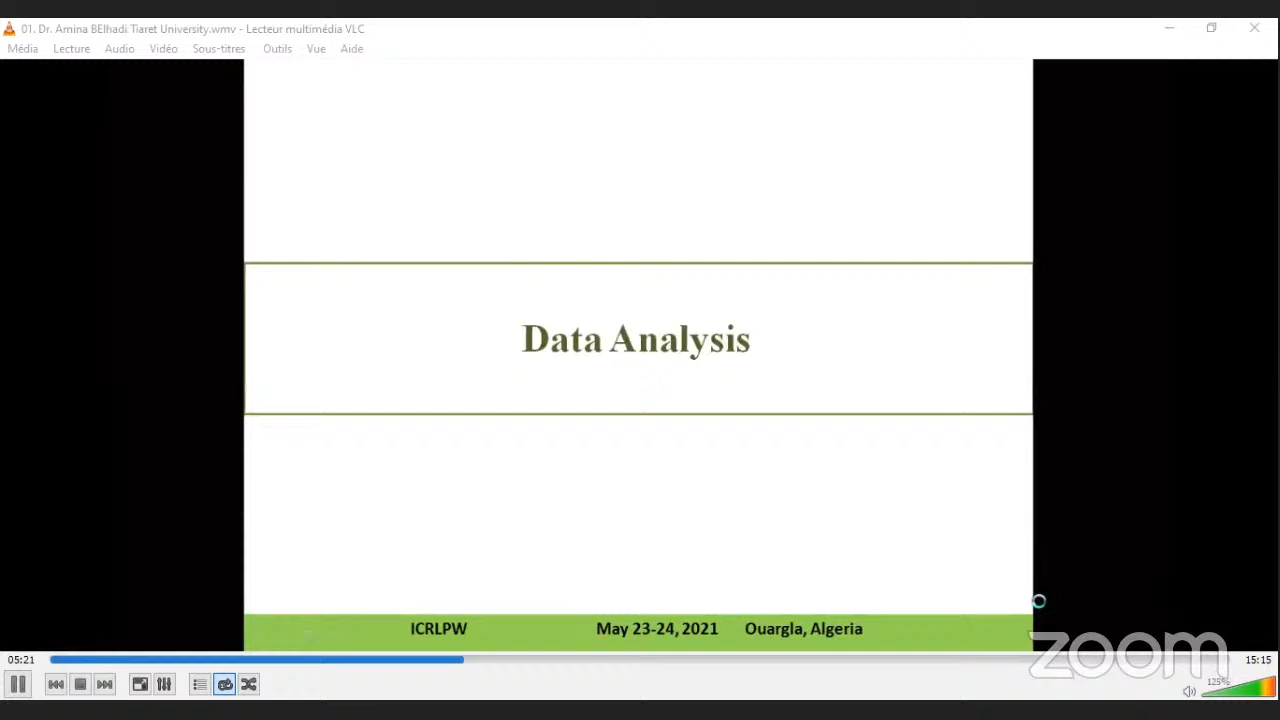 01. Dr. Amina BElhadi Tiaret University.wmv - Lecteur multimédia VLC
Média Lecture Audio Vidéo Sous-titres Outils Vue Aide
Data Analysis
ICRLPW May 23-24, 2021 Ouargla, Algeria
05:21 15:15
zoom
125%